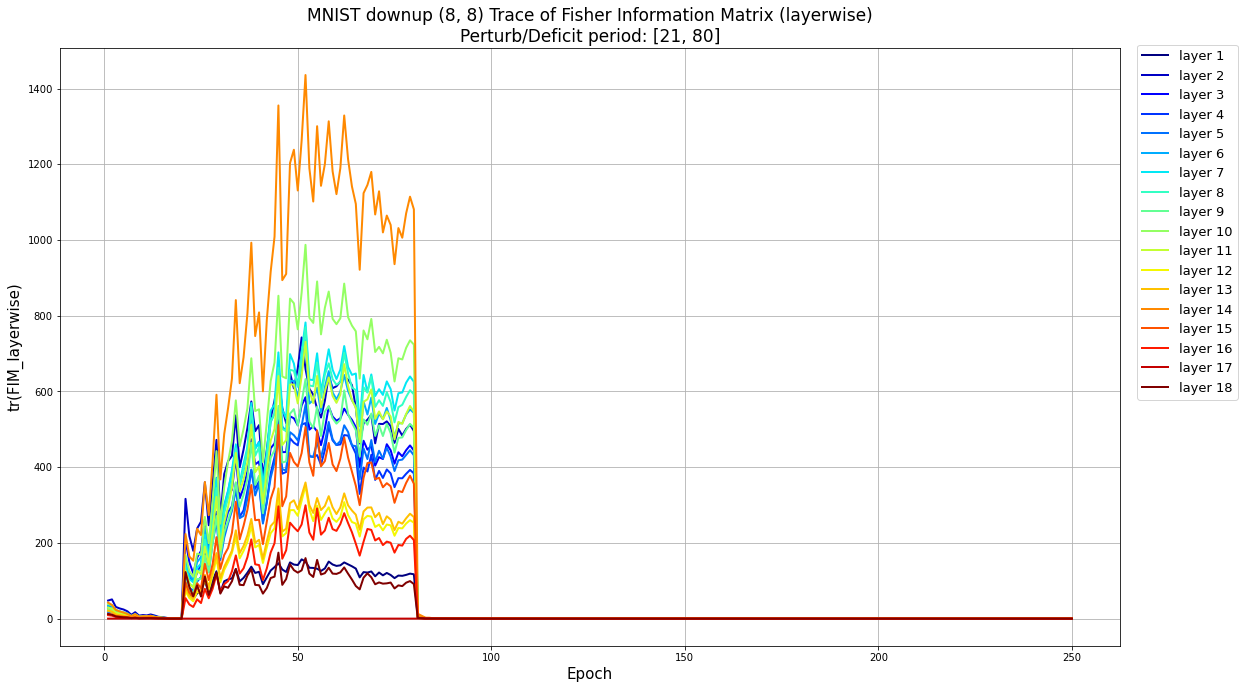 MNIST downup (8, 8) Trace of Fisher Information Matrix (layerwise)
Perturb/Deficit period: [21, 80]
tr(FIM_layerwise)
1400
1200
1000
800
600
400
200
0
0 50 100 150 200 250
Epoch
layer 1
layer 2
layer 3
layer 4
layer 5
layer 6
layer 7
layer 8
layer 9
layer 10
layer 11
layer 12
layer 13
layer 14
layer 15
layer 16
layer 17
layer 18